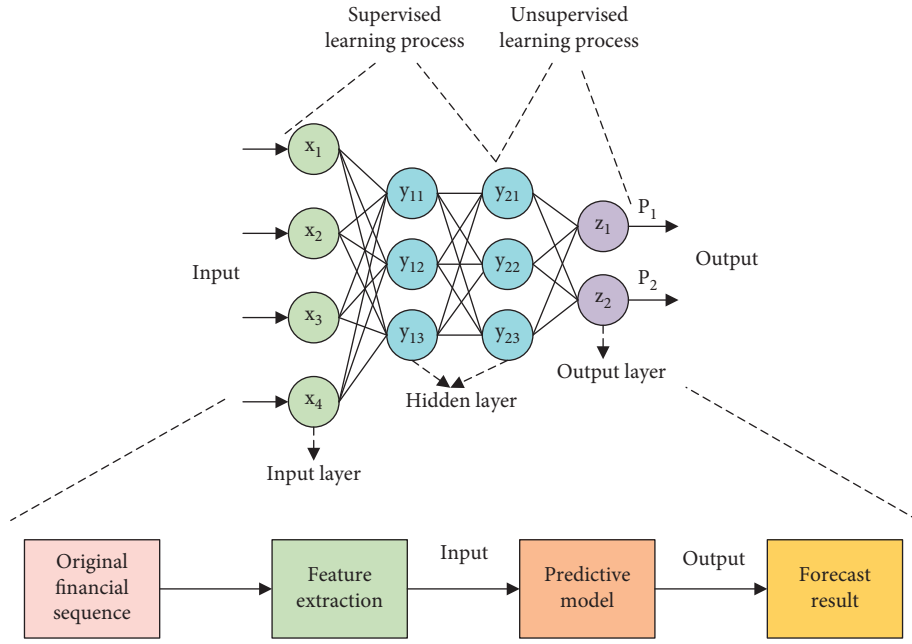 Supervised
learning process
Unsupervised
learning process
x1
x2
x3
x4
y11
y12
y13
y21
y22
y23
z1
z2
P1
P2
Input
Output
Hidden layer
Output layer
Input layer
Original
financial
sequence
Feature
extraction
Input
Predictive
model
Output
Forecast
result